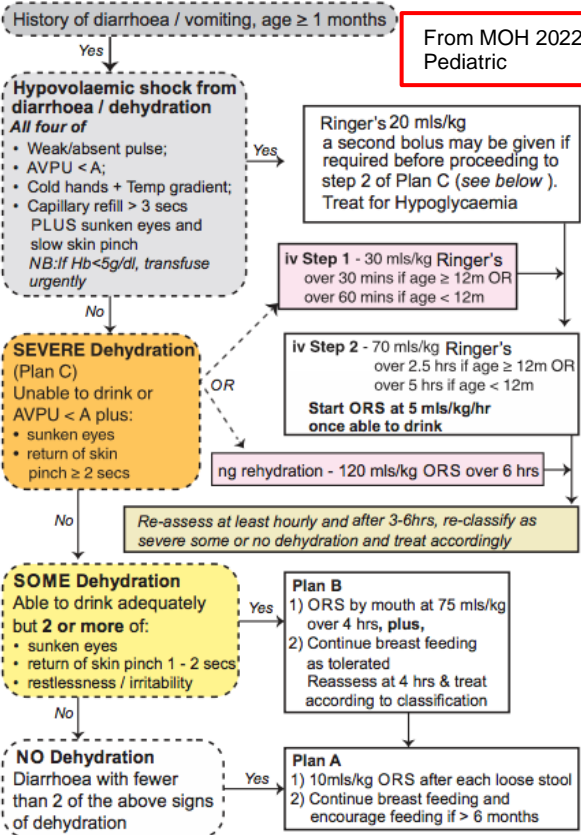 History of diarrhoea / vomiting, age ≥ 1 months
From MOH 2022
Pediatric
Yes
Hypovolaemic shock from
diarrhoea / dehydration
All four of
• Weak/absent pulse;
• AVPU < A;
• Cold hands + Temp gradient;
• Capillary refill > 3 secs
PLUS sunken eyes and
slow skin pinch
NB:If Hb<5g/dl, transfuse
urgently
Yes
Ringer's 20 mls/kg
a second bolus may be given if
required before proceeding to
step 2 of Plan C (see below ).
Treat for Hypoglycaemia
No
iv Step 1 - 30 mls/kg Ringer's
over 30 mins if age ≥ 12m OR
over 60 mins if age < 12m
SEVERE Dehydration
(Plan C)
Unable to drink or
AVPU < A plus:
• sunken eyes
• return of skin
pinch ≥ 2 secs
OR
iv Step 2 - 70 mls/kg Ringer's
over 2.5 hrs if age ≥ 12m OR
over 5 hrs if age < 12m
Start ORS at 5 mls/kg/hr
once able to drink
ng rehydration - 120 mls/kg ORS over 6 hrs
No
Re-assess at least hourly and after 3-6hrs, re-classify as
severe some or no dehydration and treat accordingly
SOME Dehydration
Able to drink adequately
but 2 or more of:
• sunken eyes
• return of skin pinch 1 - 2 secs
• restlessness / irritability
Yes
Plan B
1) ORS by mouth at 75 mls/kg
over 4 hrs, plus,
2) Continue breast feeding
as tolerated
Reassess at 4 hrs & treat
according to classification
No
NO Dehydration
Diarrhoea with fewer
than 2 of the above signs
of dehydration
Yes
Plan A
1) 10mls/kg ORS after each loose stool
2) Continue breast feeding and
encourage feeding if > 6 months